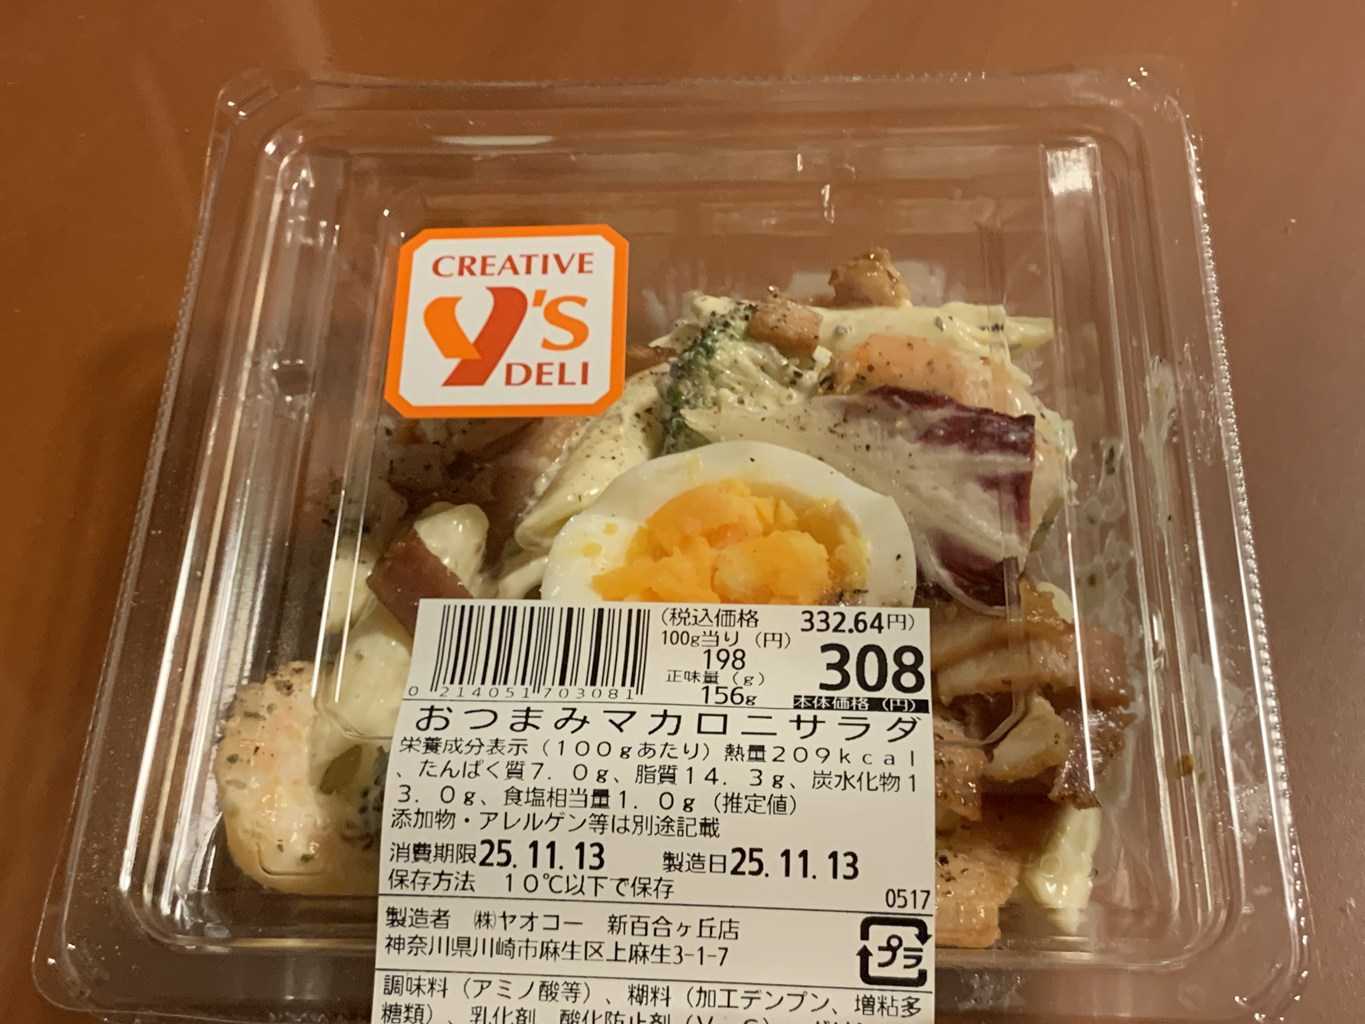 CREATIVE
y's
DELI
(税込価格 332.64円)
100g当り(円)
198
308
正味量(g)
156g
本体価格(円)
0 214051 703081
おつまみマカロニサラダ
栄養成分表示(100gあたり)熱量209kcal
、たんぱく質7.0g、脂質14.3g、炭水化物1
3.0g、食塩相当量1.0g(推定値)
添加物・アレルゲン等は別途記載
消費期限25.11.13 製造日25.11.13
保存方法 10℃以下で保存
0517
製造者 ㈱ヤオコー 新百合ヶ丘店
神奈川県川崎市麻生区上麻生3-1-7
プラ
調味料(アミノ酸等)、糊料(加工デンプン、増粘多
糖類)、乳化剤、酸化防止剤(V.C)、